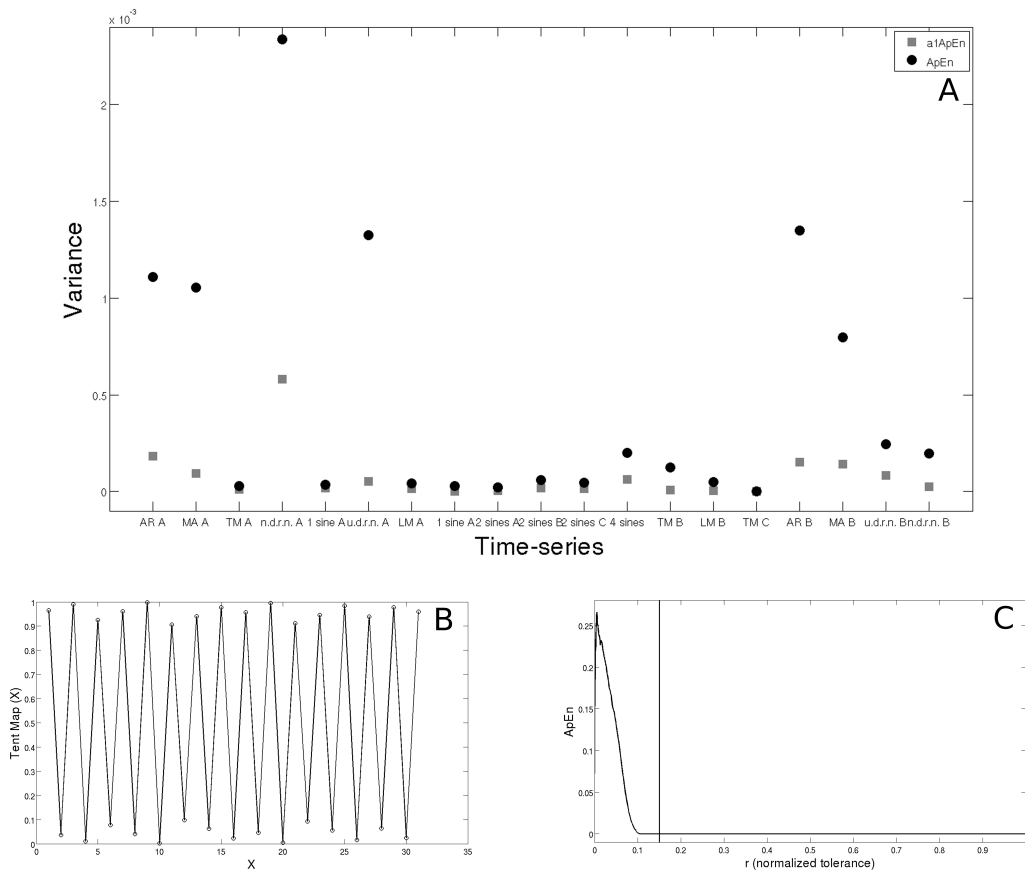 x 10⁻³
a1ApEn
ApEn
A
2
1.5
1
0.5
0
Variance
AR A MA A TM A n.d.r.n. A 1 sine A u.d.r.n. A LM A 1 sine A 2 sines A 2 sines B 2 sines C 4 sines TM B LM B TM C AR B MA B u.d.r.n. B n.d.r.n. B
Time-series
B
1
0.9
0.8
0.7
0.6
0.5
0.4
0.3
0.2
0.1
0
Tent Map (X)
0 5 10 15 20 25 30 35
X
C
0.25
0.2
0.15
0.1
0.05
0
ApEn
0 0.1 0.2 0.3 0.4 0.5 0.6 0.7 0.8 0.9
r (normalized tolerance)